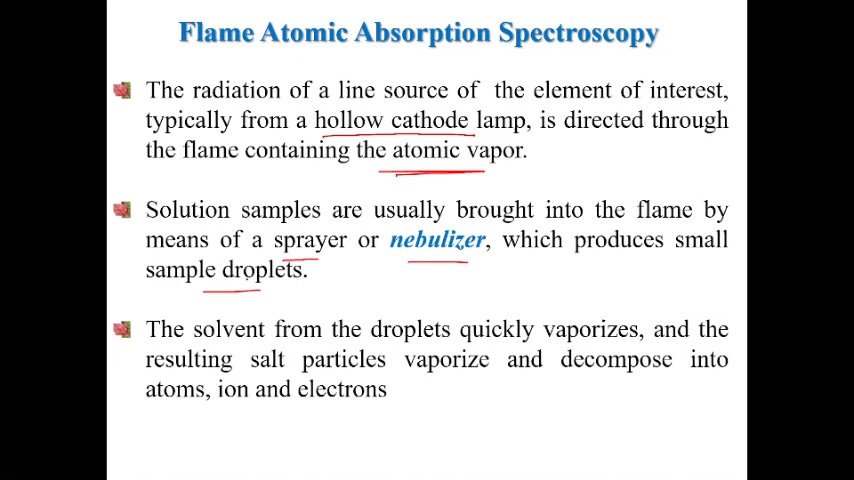 Flame Atomic Absorption Spectroscopy
The radiation of a line source of the element of interest,
typically from a hollow cathode lamp, is directed through
the flame containing the atomic vapor.
Solution samples are usually brought into the flame by
means of a sprayer or nebulizer, which produces small
sample droplets.
The solvent from the droplets quickly vaporizes, and the
resulting salt particles vaporize and decompose into
atoms, ion and electrons